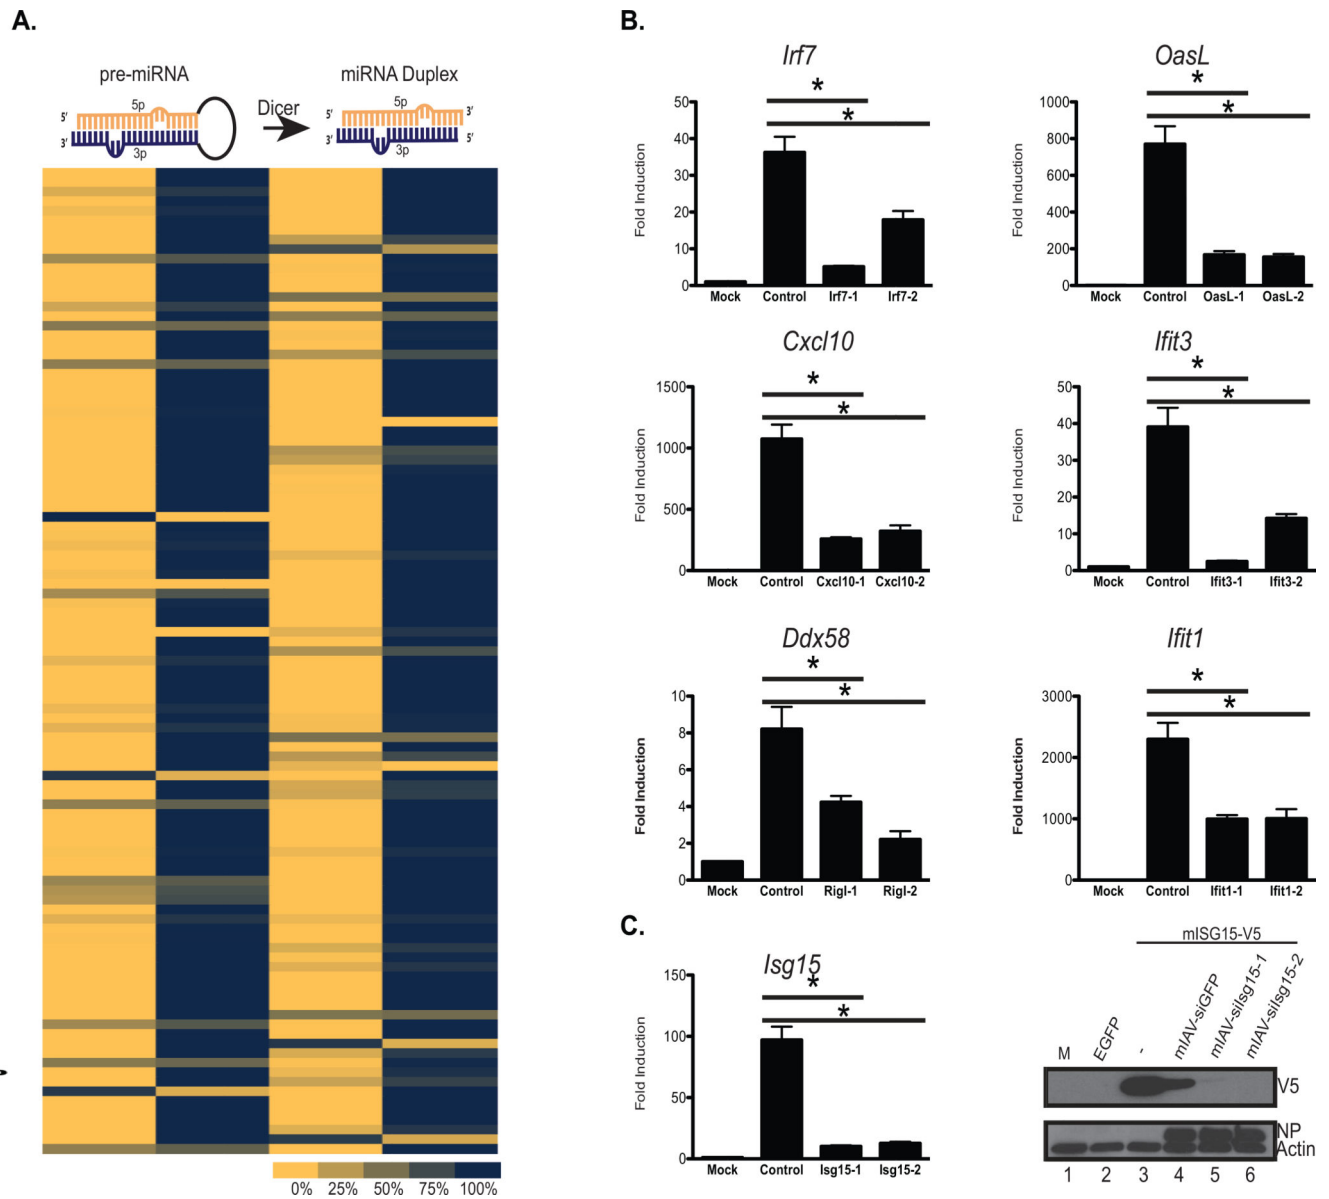 A.
pre-miRNA
miRNA Duplex
5p
5'
3'
3p
Dicer
5p
3'
3'
5'
5'
3p
0% 25% 50% 75% 100%
B.
Irf7
*
*
Fold Induction
50
40
30
20
10
0
Mock Control Irf7-1 Irf7-2
OasL
*
*
Fold Induction
1000
800
600
400
200
0
Mock Control OasL-1 OasL-2
Cxcl10
*
*
Fold Induction
1500
1000
500
0
Mock Control Cxcl10-1 Cxcl10-2
Ifit3
*
*
Fold Induction
50
40
30
20
10
0
Mock Control Ifit3-1 Ifit3-2
Ddx58
*
*
Fold Induction
10
8
6
4
2
0
Mock Control RigI-1 RigI-2
Ifit1
*
*
Fold Induction
3000
2000
1000
0
Mock Control Ifit1-1 Ifit1-2
C.
Isg15
*
*
Fold Induction
150
100
50
0
Mock Control Isg15-1 Isg15-2
mISG15-V5
M EGFP - mIAV-siGFP mIAV-siIsg15-1 mIAV-siIsg15-2
V5
NP
Actin
1 2 3 4 5 6